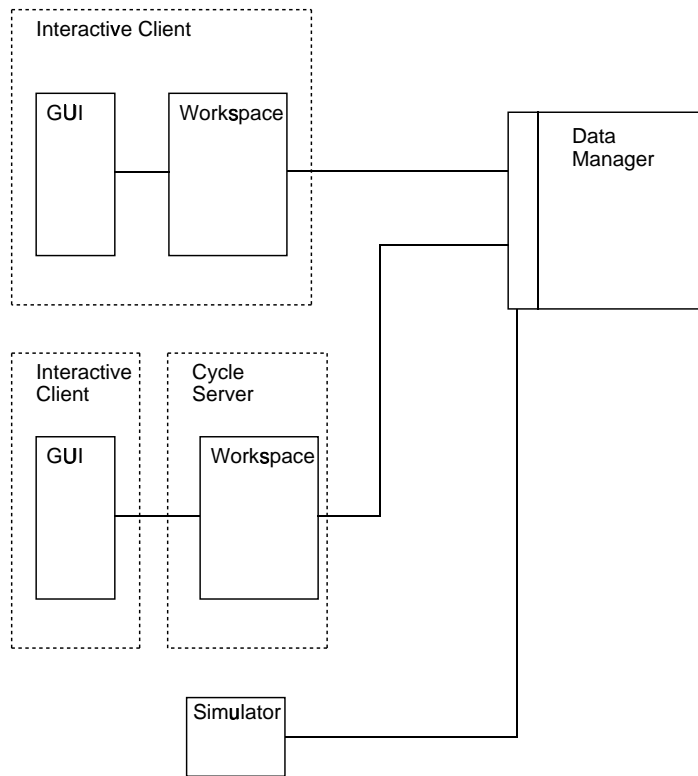 Interactive Client
GUI
Workspace
Data
Manager
Interactive
Client
Cycle
Server
GUI
Workspace
Simulator